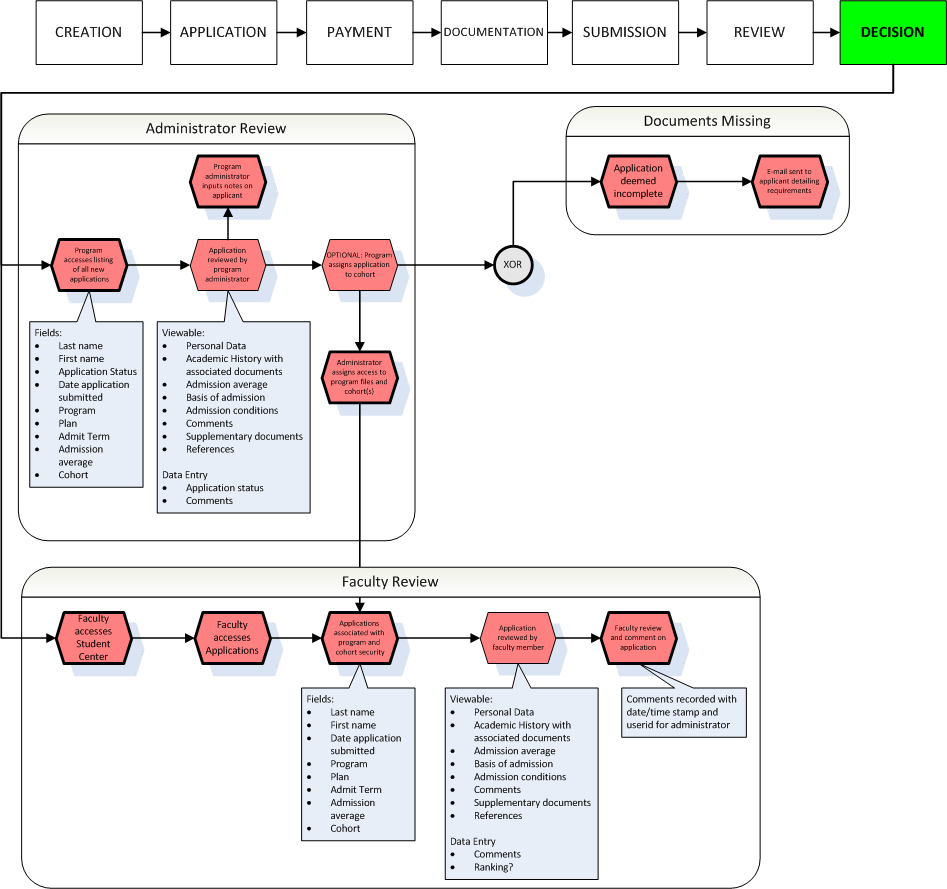 CREATION
APPLICATION
PAYMENT
DOCUMENTATION
SUBMISSION
REVIEW
DECISION
Administrator Review
Documents Missing
Program
administrator
inputs notes on
applicant
Application
deemed
incomplete
E-mail sent to
applicant detailing
requirements
Program
accesses listing
of all new
applications
Application
reviewed by
program
administrator
OPTIONAL: Program
assigns application
to cohort
XOR
Fields:
• Last name
• First name
• Application Status
• Date application
submitted
• Program
• Plan
• Admit Term
• Admission
average
• Cohort
Viewable:
• Personal Data
• Academic History with
associated documents
• Admission average
• Basis of admission
• Admission conditions
• Comments
• Supplementary documents
• References
Data Entry
• Application status
• Comments
Administrator
assigns access to
program files and
cohort(s)
Faculty Review
Faculty
accesses
Student
Center
Faculty
accesses
Applications
Applications
associated with
program and
cohort security
Application
reviewed by
faculty member
Faculty review
and comment on
application
Fields:
• Last name
• First name
• Date application
submitted
• Program
• Plan
• Admit Term
• Admission
average
• Cohort
Viewable:
• Personal Data
• Academic History with
associated documents
• Admission average
• Basis of admission
• Admission conditions
• Comments
• Supplementary documents
• References
Data Entry
• Comments
• Ranking?
Comments recorded with
date/time stamp and
userid for administrator